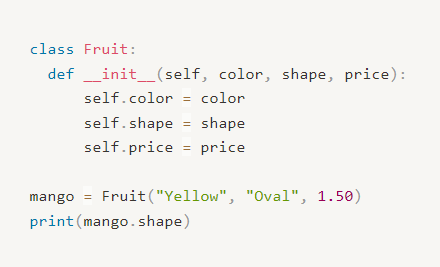 class Fruit:
  def __init__(self, color, shape, price):
      self.color = color
      self.shape = shape
      self.price = price

mango = Fruit("Yellow", "Oval", 1.50)
print(mango.shape)